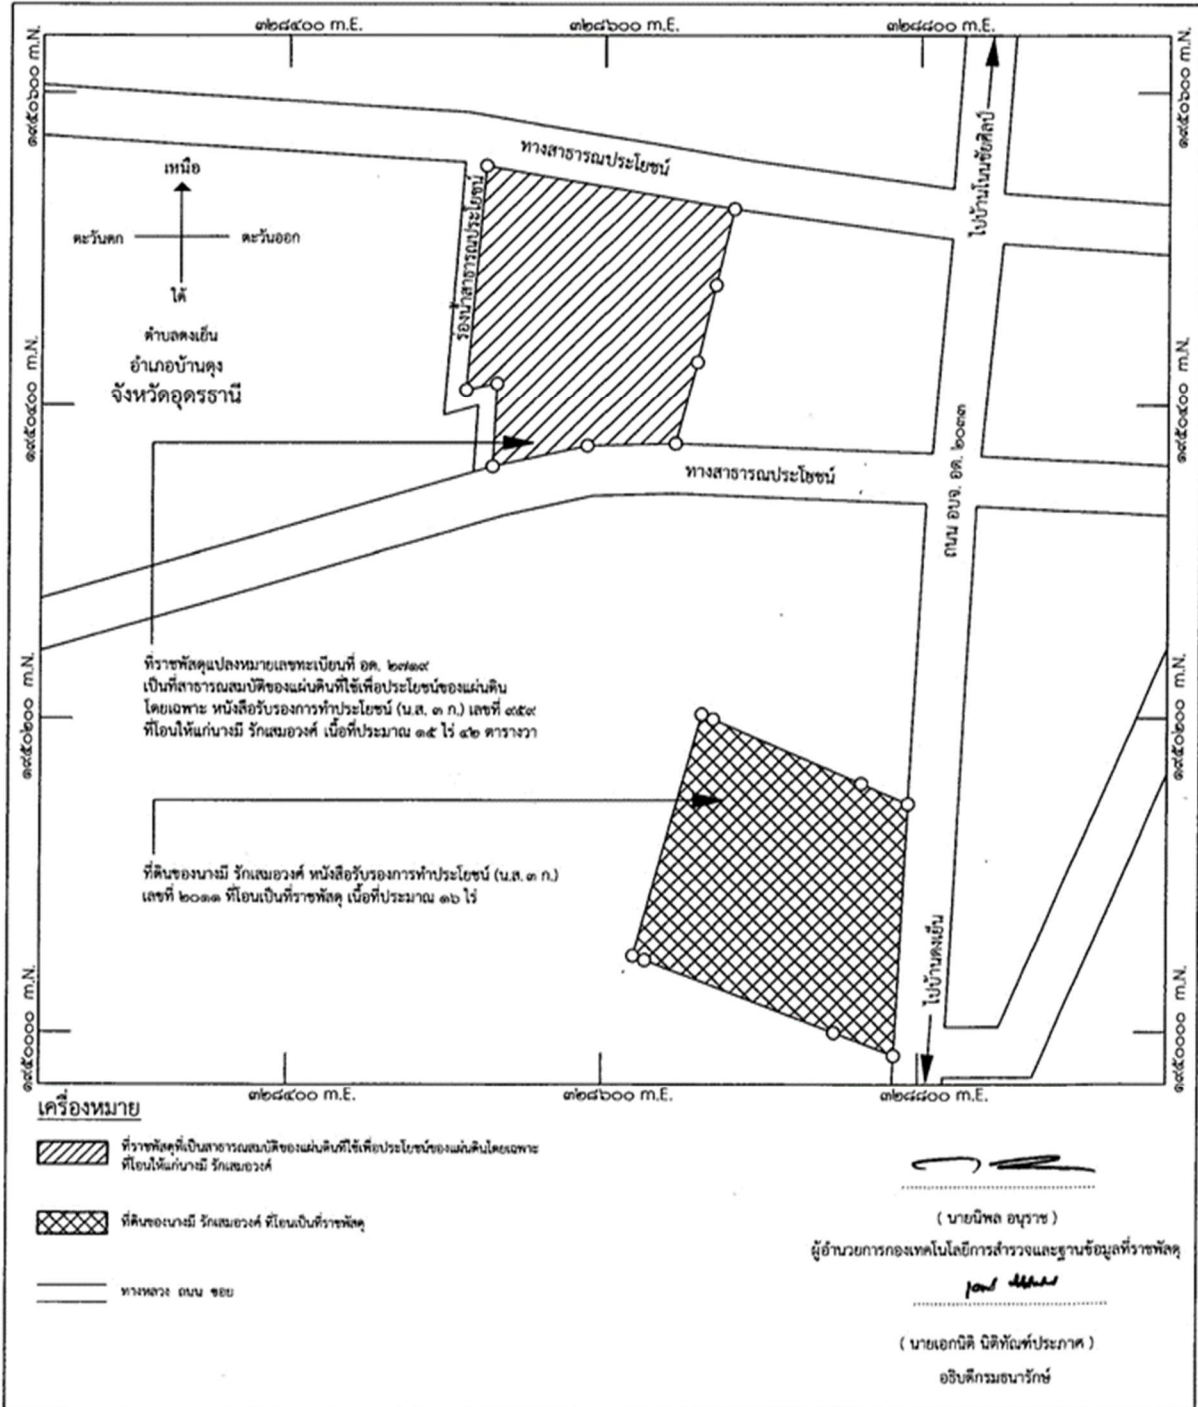 ๓๒๘๔๐๐ m.E.
๓๒๘๖๐๐ m.E.
๓๒๘๘๐๐ m.E.
๑๙๕๐๖๐๐ m.N.
๑๙๕๐๖๐๐ m.N.
ทางสาธารณประโยชน์
ไปบ้านโนนชัยศิลป์
เหนือ
ตะวันตก
ตะวันออก
ใต้
ร่องน้ำสาธารณประโยชน์
ตำบลดงเย็น
อำเภอบ้านดุง
จังหวัดอุดรธานี
๑๙๕๐๔๐๐ m.N.
๑๙๕๐๔๐๐ m.N.
ทางสาธารณประโยชน์
ถนน อบจ. อด. ๒๐๓๓
ที่ราชพัสดุแปลงหมายเลขทะเบียนที่ อด. ๒๗๑๙
เป็นที่สาธารณสมบัติของแผ่นดินที่ใช้เพื่อประโยชน์ของแผ่นดิน
โดยเฉพาะ หนังสือรับรองการทำประโยชน์ (น.ส. ๓ ก.) เลขที่ ๙๕๙
ที่โอนให้แก่นางมี รักเสมอวงศ์ เนื้อที่ประมาณ ๑๕ ไร่ ๔๒ ตารางวา
๑๙๕๐๒๐๐ m.N.
๑๙๕๐๒๐๐ m.N.
ที่ดินของนางมี รักเสมอวงศ์ หนังสือรับรองการทำประโยชน์ (น.ส. ๓ ก.)
เลขที่ ๒๐๑๑ ที่โอนเป็นที่ราชพัสดุ เนื้อที่ประมาณ ๑๖ ไร่
ไปบ้านดงเย็น
๑๙๕๐๐๐๐ m.N.
๑๙๕๐๐๐๐ m.N.
๓๒๘๔๐๐ m.E.
๓๒๘๖๐๐ m.E.
๓๒๘๘๐๐ m.E.
เครื่องหมาย
ที่ราชพัสดุที่เป็นสาธารณสมบัติของแผ่นดินที่ใช้เพื่อประโยชน์ของแผ่นดินโดยเฉพาะ
ที่โอนให้แก่นางมี รักเสมอวงศ์
ที่ดินของนางมี รักเสมอวงศ์ ที่โอนเป็นที่ราชพัสดุ
ทางหลวง ถนน ซอย
( นายนิพล อนุราช )
ผู้อำนวยการกองเทคโนโลยีการสำรวจและฐานข้อมูลที่ราชพัสดุ
( นายเอกนิติ นิติทัณฑ์ประภาศ )
อธิบดีกรมธนารักษ์